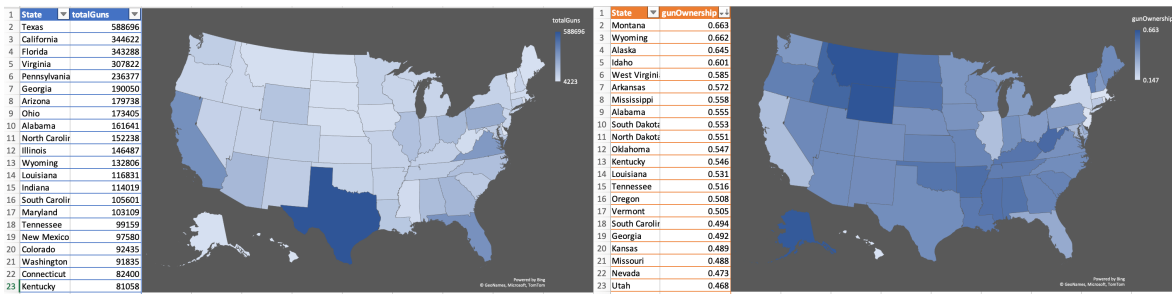 1 State totalGuns
2 Texas 588696
3 California 344622
4 Florida 343288
5 Virginia 307822
6 Pennsylvania 236377
7 Georgia 190050
8 Arizona 179738
9 Ohio 173405
10 Alabama 161641
11 North Carolir 152238
12 Illinois 146487
13 Wyoming 132806
14 Louisiana 116831
15 Indiana 114019
16 South Carolir 105601
17 Maryland 103109
18 Tennessee 99159
19 New Mexico 97580
20 Colorado 92435
21 Washington 91835
22 Connecticut 82400
23 Kentucky 81058
totalGuns
588696
4223
Powered by Bing
© GeoNames, Microsoft, TomTom
1 State gunOwnership
2 Montana 0.663
3 Wyoming 0.662
4 Alaska 0.645
5 Idaho 0.601
6 West Virgini 0.585
7 Arkansas 0.572
8 Mississippi 0.558
9 Alabama 0.555
10 South Dakota 0.553
11 North Dakota 0.551
12 Oklahoma 0.547
13 Kentucky 0.546
14 Louisiana 0.531
15 Tennessee 0.516
16 Oregon 0.508
17 Vermont 0.505
18 South Carolir 0.494
19 Georgia 0.492
20 Kansas 0.489
21 Missouri 0.488
22 Nevada 0.473
23 Utah 0.468
gunOwnership
0.663
0.147
Powered by Bing
© GeoNames, Microsoft, TomTom